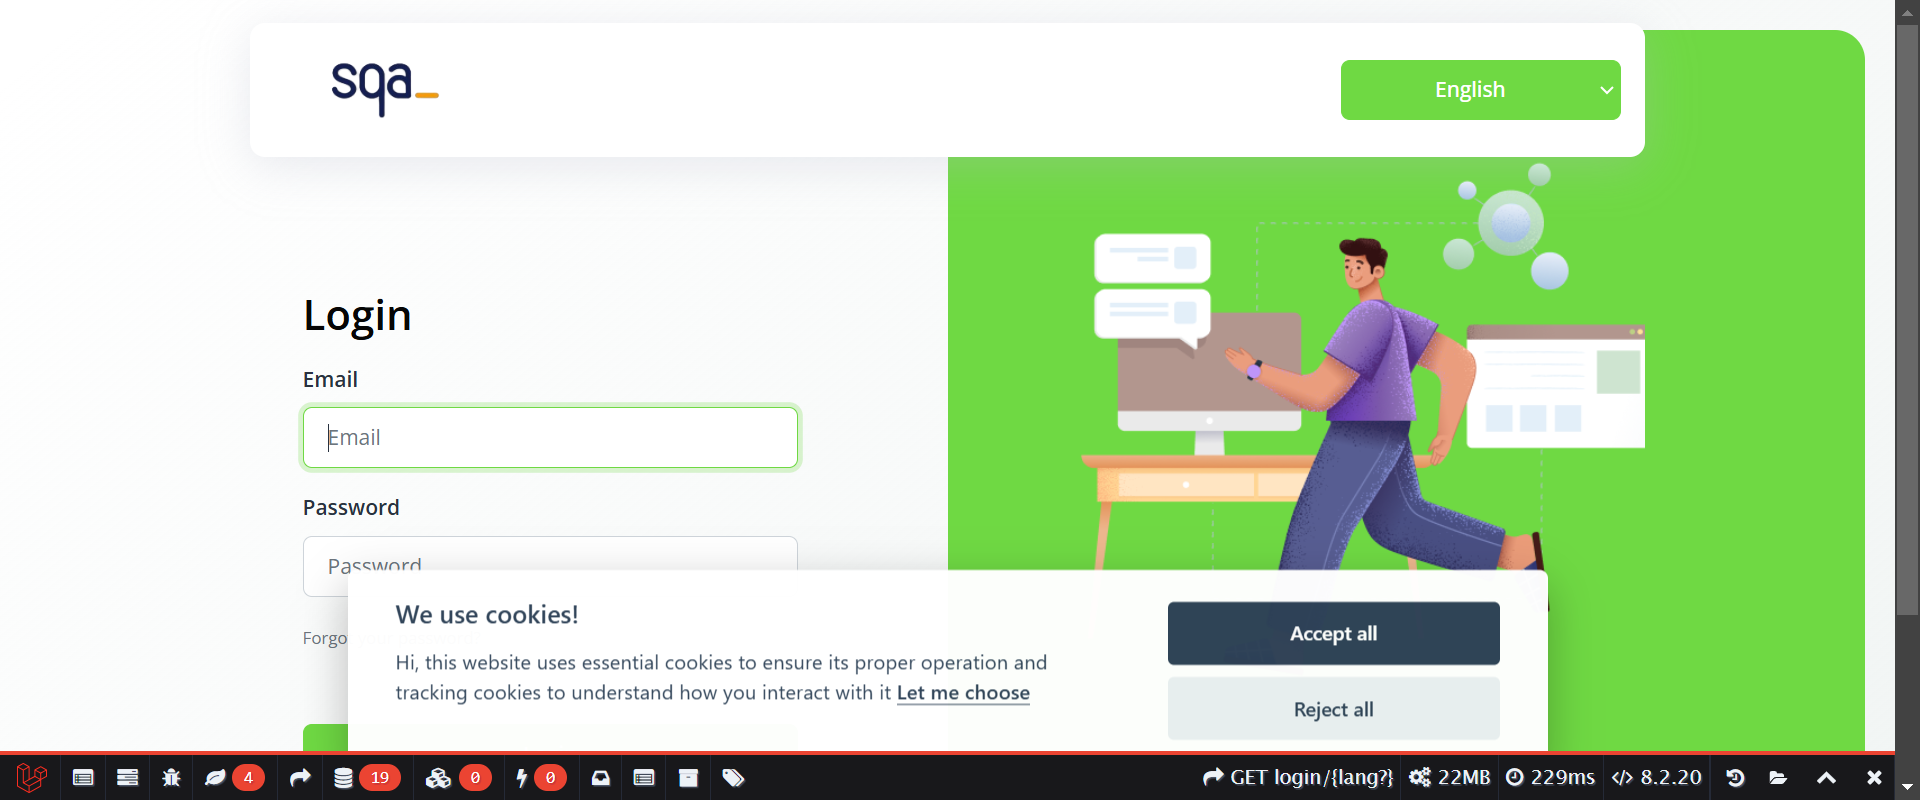 sqa_
English
Login
Email
Email
Password
Password
Forgo
We use cookies!
Hi, this website uses essential cookies to ensure its proper operation and
tracking cookies to understand how you interact with it Let me choose
Accept all
Reject all
4
19
0
0
GET login/{lang?}
22MB
229ms
8.2.20